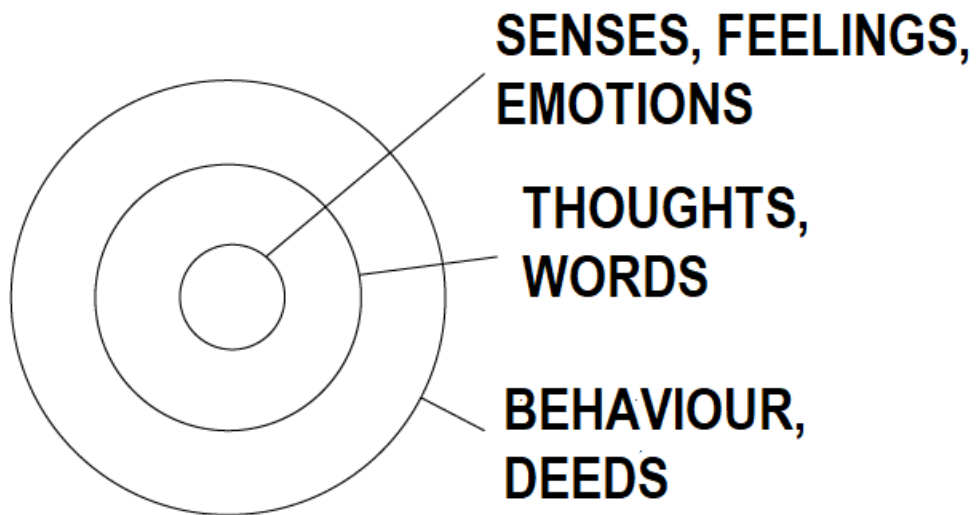 SENSES, FEELINGS,
EMOTIONS
THOUGHTS,
WORDS
BEHAVIOUR,
DEEDS